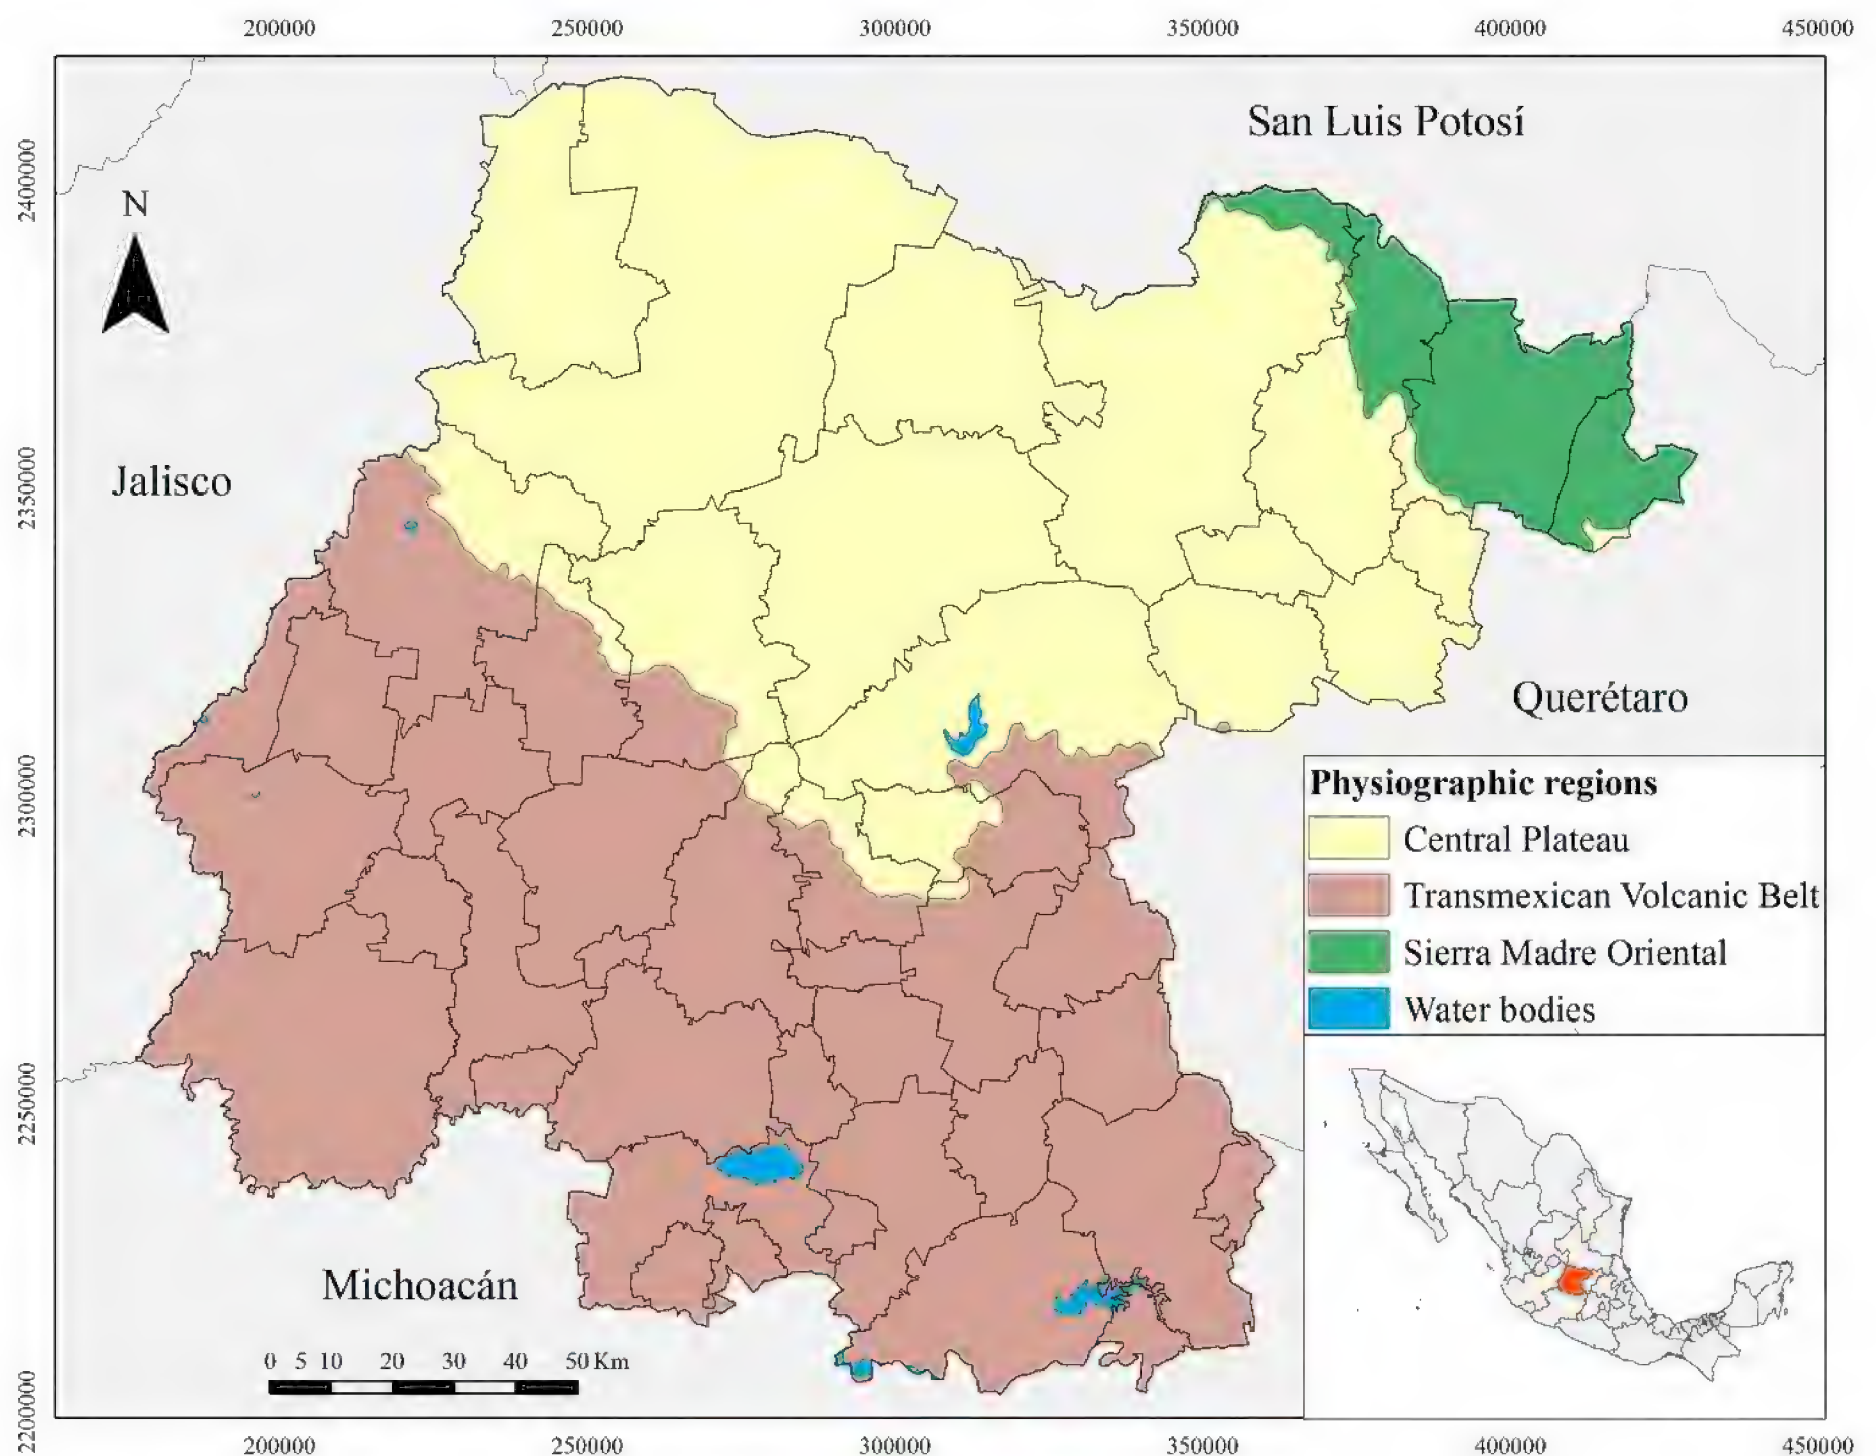 200000 250000 300000 350000 400000 450000
San Luis Potosí
2400000
N
Jalisco
2350000
Querétaro
2300000
Physiographic regions
Central Plateau
Transmexican Volcanic Belt
Sierra Madre Oriental
Water bodies
2250000
Michoacán
0 5 10 20 30 40 50 Km
2200000
200000 250000 300000 350000 400000 450000